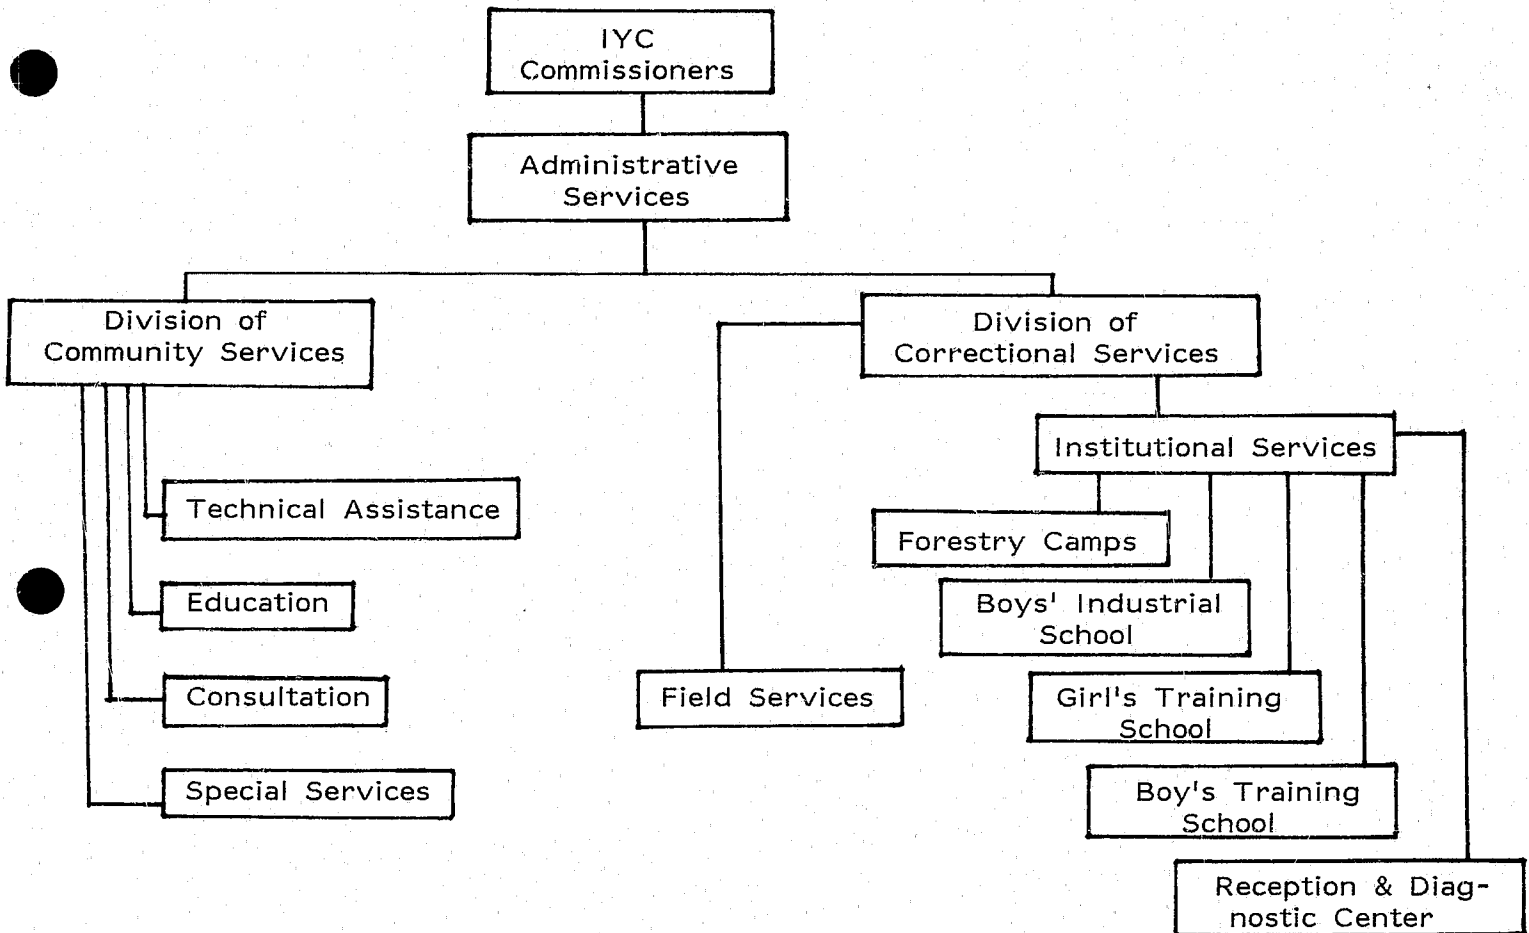 IYC
Commissioners
Administrative
Services
Division of
Community Services
Technical Assistance
Education
Consultation
Special Services
Division of
Correctional Services
Field Services
Institutional Services
Forestry Camps
Boys' Industrial
School
Girl's Training
School
Boy's Training
School
Reception & Diag-
nostic Center